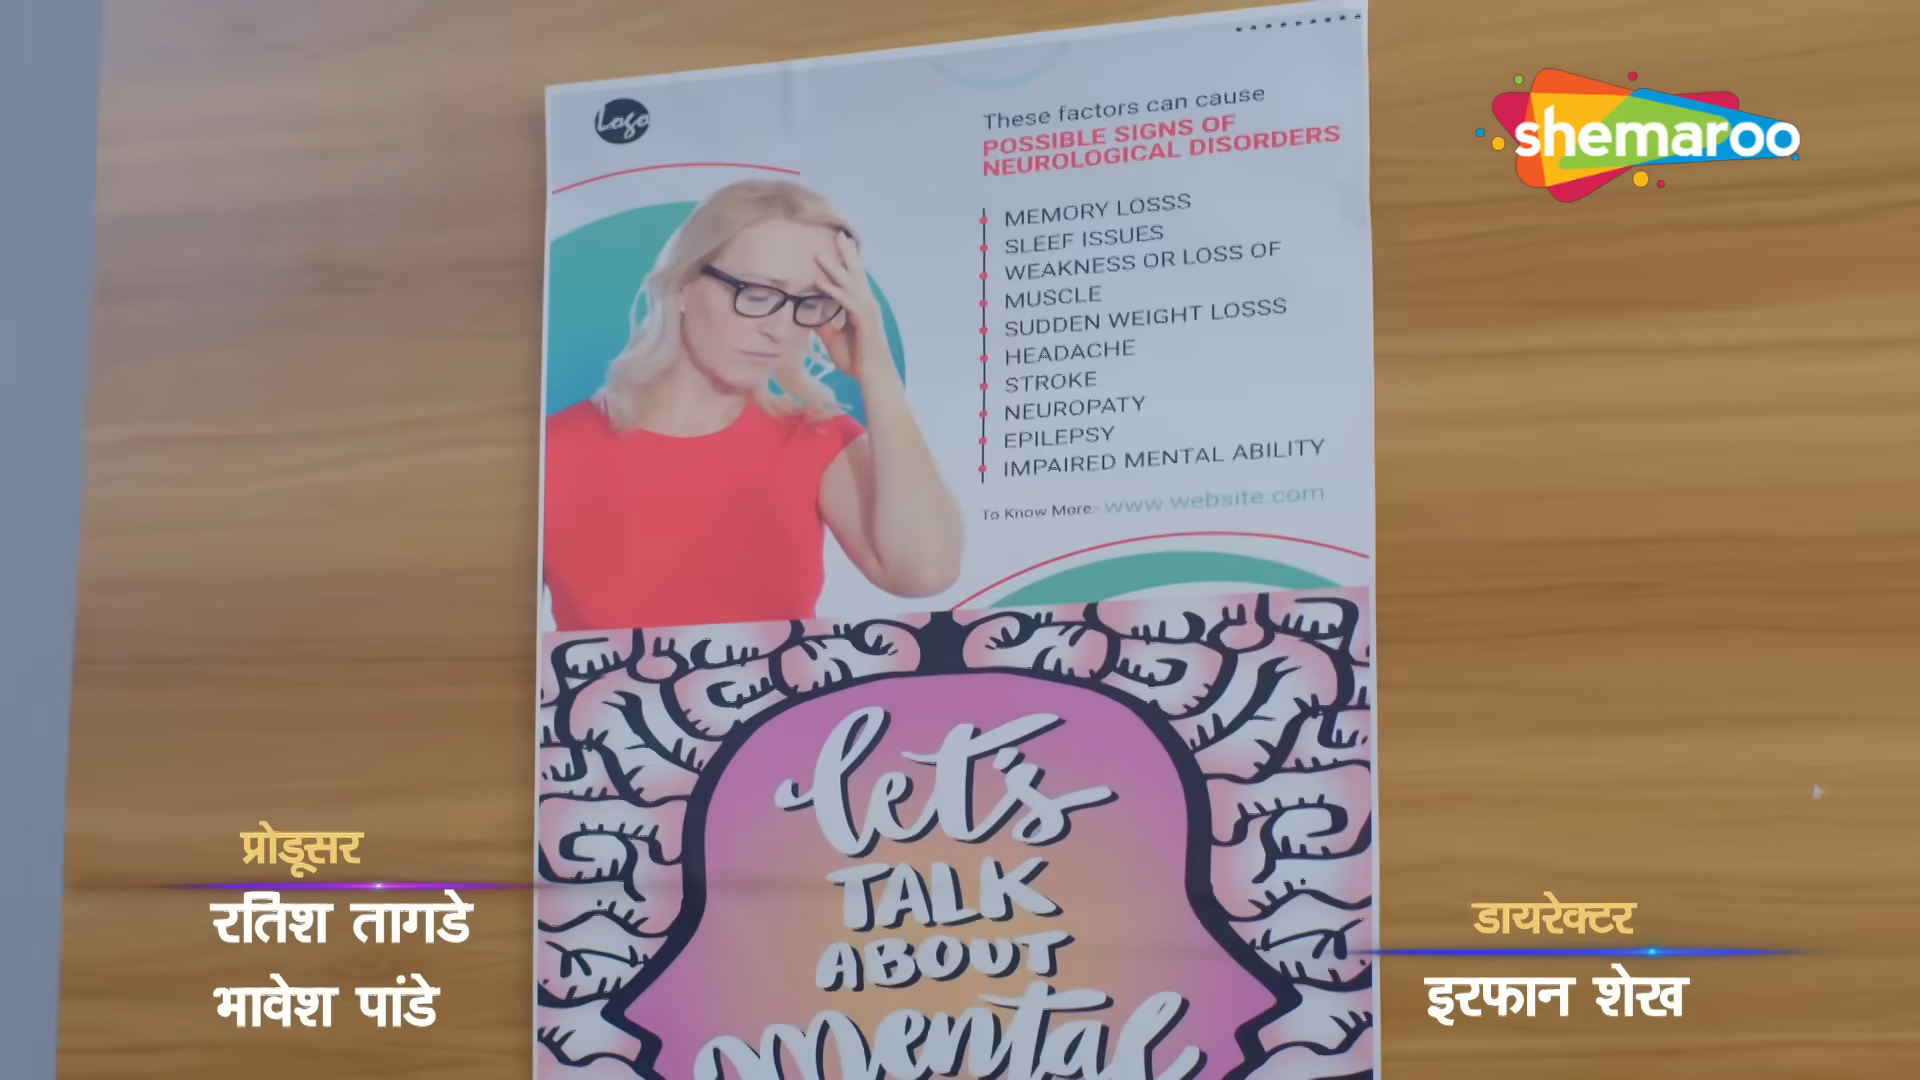 Logo
These factors can cause
POSSIBLE SIGNS OF
NEUROLOGICAL DISORDERS
MEMORY LOSSS
SLEEF ISSUES
WEAKNESS OR LOSS OF
MUSCLE
SUDDEN WEIGHT LOSSS
HEADACHE
STROKE
NEUROPATY
EPILEPSY
IMPAIRED MENTAL ABILITY
To Know More:- www.website.com
shemaroo
let's
TALK
ABOUT
mental
प्रोडूसर
रतिश तागडे
भावेश पांडे
डायरेक्टर
इरफान शेख